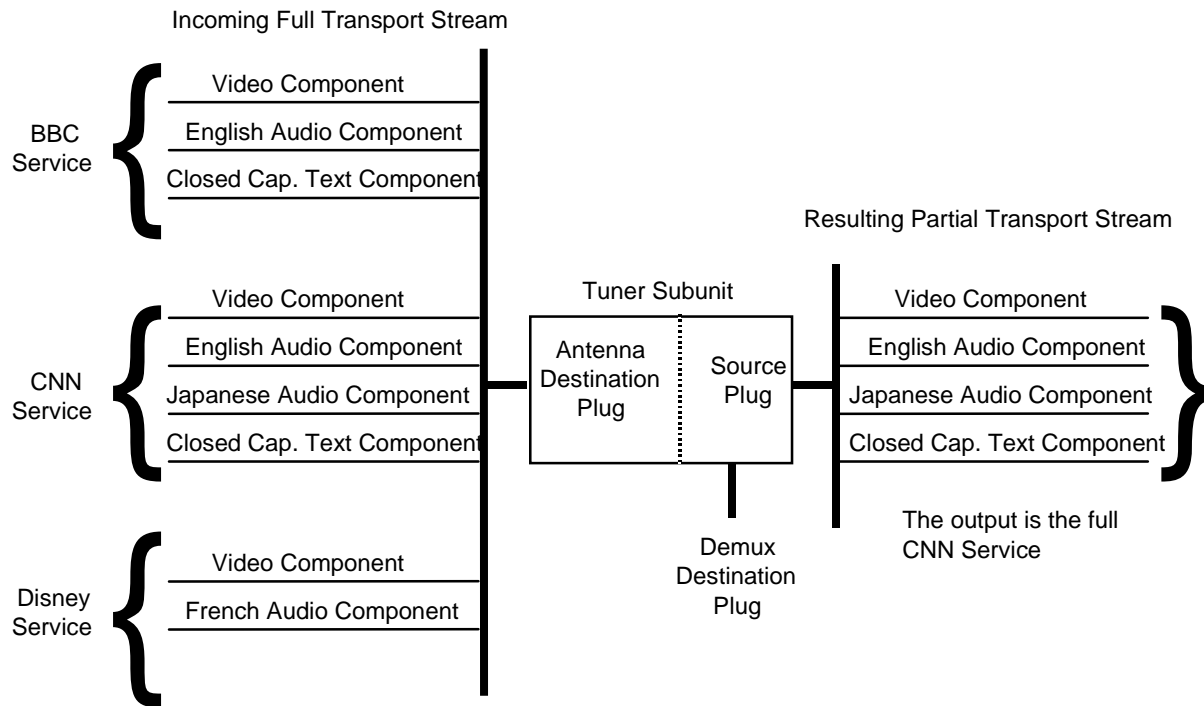 Incoming Full Transport Stream
BBC
Service
Video Component
English Audio Component
Closed Cap. Text Component
CNN
Service
Video Component
English Audio Component
Japanese Audio Component
Closed Cap. Text Component
Disney
Service
Video Component
French Audio Component
Tuner Subunit
Antenna
Destination
Plug
Source
Plug
Demux
Destination
Plug
Resulting Partial Transport Stream
Video Component
English Audio Component
Japanese Audio Component
Closed Cap. Text Component
The output is the full
CNN Service